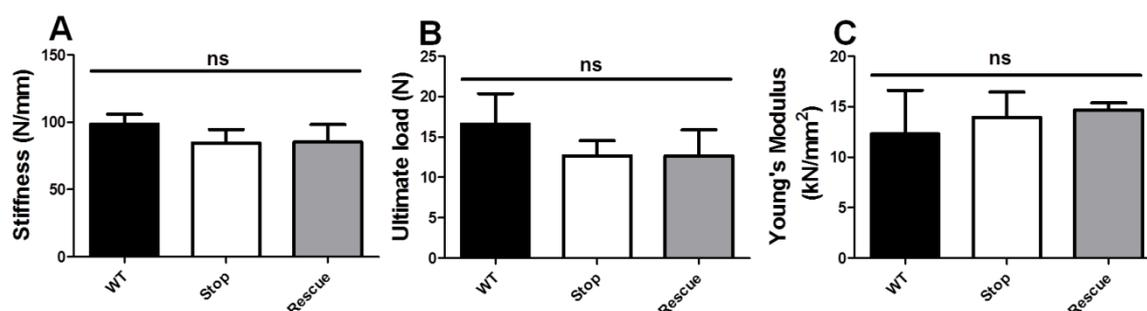 A
Stiffness (N/mm)
150
100
50
0
ns
WT
Stop
Rescue
B
Ultimate load (N)
25
20
15
10
5
0
ns
WT
Stop
Rescue
C
Young's Modulus
(kN/mm²)
20
15
10
5
0
ns
WT
Stop
Rescue